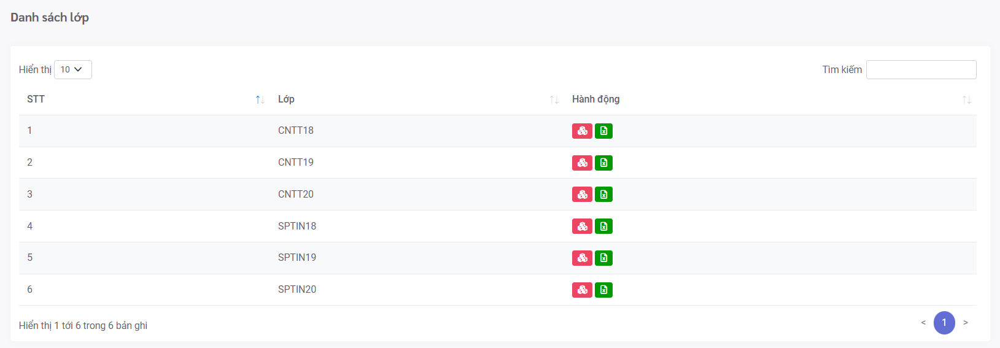 Danh sách lớp
Hiển thị 10 Tìm kiếm
STT Lớp Hành động
1 CNTT18
2 CNTT19
3 CNTT20
4 SPTIN18
5 SPTIN19
6 SPTIN20
Hiển thị 1 tới 6 trong 6 bản ghi < 1 >